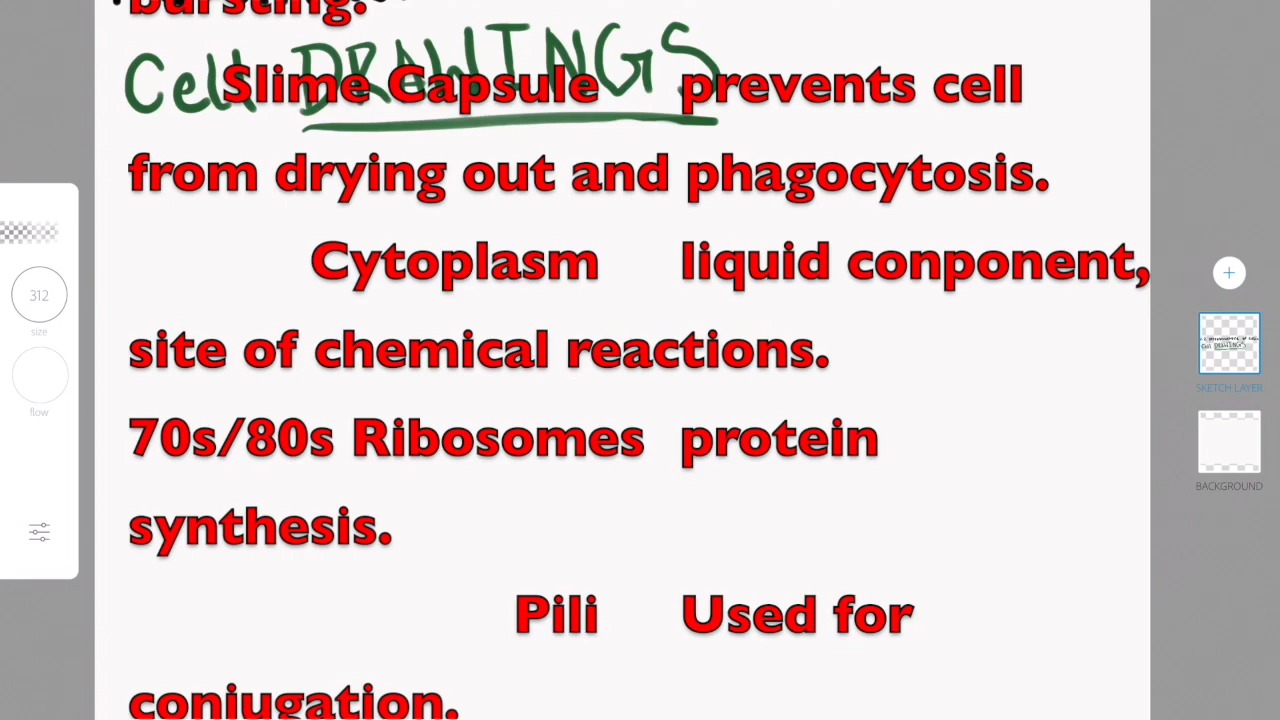 bursting.
Cell DRAWINGS
Slime Capsule prevents cell
from drying out and phagocytosis.
Cytoplasm liquid conponent,
site of chemical reactions.
70s/80s Ribosomes protein
synthesis.
Pili Used for
conjugation.
312
size
flow
SKETCH LAYER
BACKGROUND